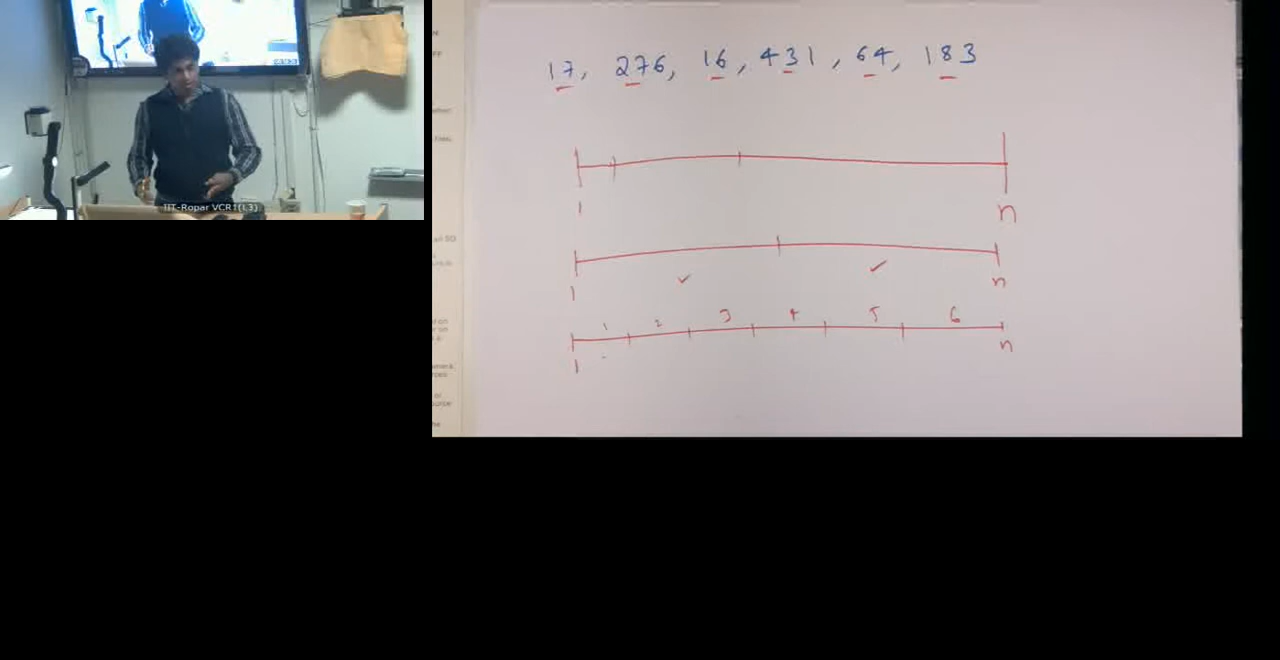 17, 276, 16, 431, 64, 183
1 n
1 n
1 2 3 4 5 6
1 n
IIT-Ropar VCR1(L3)